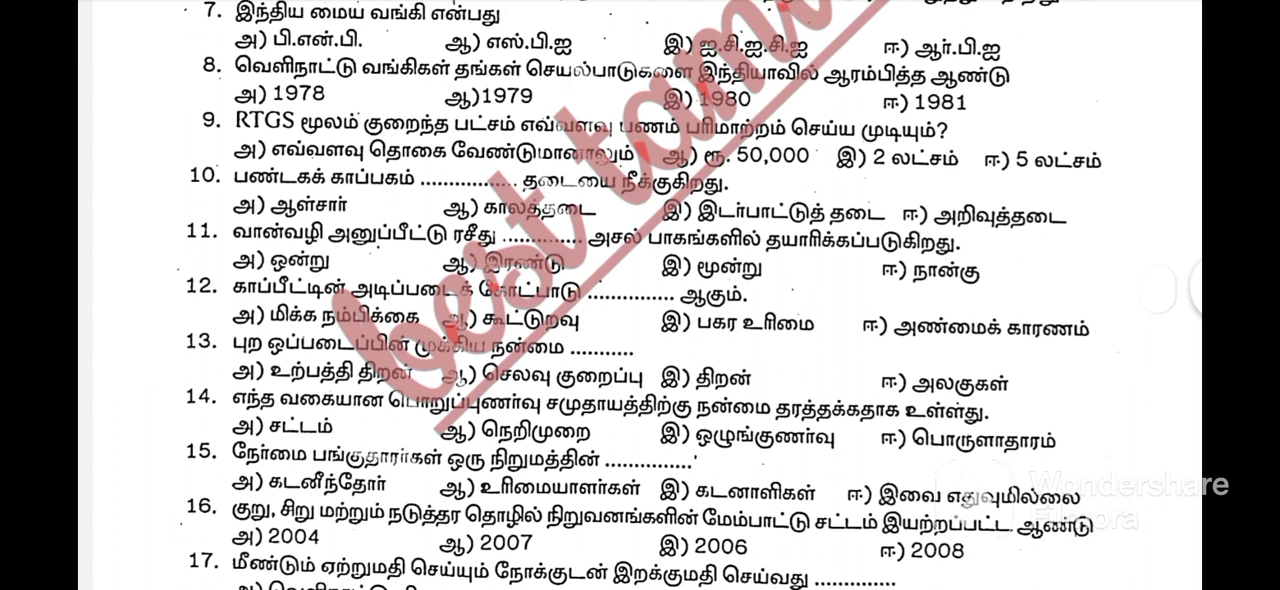 7. இந்திய மைய வங்கி என்பது
அ) பி.என்.பி. ஆ) எஸ்.பி.ஐ இ) ஐ.சி.ஐ.சி.ஐ ஈ) ஆர்.பி.ஐ
8. வெளிநாட்டு வங்கிகள் தங்கள் செயல்பாடுகளை இந்தியாவில் ஆரம்பித்த ஆண்டு
அ) 1978 ஆ)1979 இ) 1980 ஈ) 1981
9. RTGS மூலம் குறைந்த பட்சம் எவ்வளவு பணம் பரிமாற்றம் செய்ய முடியும்?
அ) எவ்வளவு தொகை வேண்டுமானாலும் ஆ) ரூ. 50,000 இ) 2 லட்சம் ஈ) 5 லட்சம்
10. பண்டகக் காப்பகம் ................. தடையை நீக்குகிறது.
அ) ஆள்சார் ஆ) காலத்தடை இ) இடர்பாட்டுத் தடை ஈ) அறிவுத்தடை
11. வான்வழி அனுப்பீட்டு ரசீது .............. அசல் பாகங்களில் தயாரிக்கப்படுகிறது.
அ) ஒன்று ஆ) இரண்டு இ) மூன்று ஈ) நான்கு
12. காப்பீட்டின் அடிப்படைக் கோட்பாடு ............... ஆகும்.
அ) மிக்க நம்பிக்கை ஆ) கூட்டுறவு இ) பகர உரிமை ஈ) அண்மைக் காரணம்
13. புற ஒப்படைப்பின் முக்கிய நன்மை ...........
அ) உற்பத்தி திறன் ஆ) செலவு குறைப்பு இ) திறன் ஈ) அலகுகள்
14. எந்த வகையான பொறுப்புணர்வு சமுதாயத்திற்கு நன்மை தரத்தக்கதாக உள்ளது.
அ) சட்டம் ஆ) நெறிமுறை இ) ஒழுங்குணர்வு ஈ) பொருளாதாரம்
15. நேர்மை பங்குதாரர்கள் ஒரு நிறுமத்தின் ...............
அ) கடனீந்தோர் ஆ) உரிமையாளர்கள் இ) கடனாளிகள் ஈ) இவை எதுவுமில்லை
16. குறு, சிறு மற்றும் நடுத்தர தொழில் நிறுவனங்களின் மேம்பாட்டு சட்டம் இயற்றப்பட்ட ஆண்டு
அ) 2004 ஆ) 2007 இ) 2006 ஈ) 2008
17. மீண்டும் ஏற்றுமதி செய்யும் நோக்குடன் இறக்குமதி செய்வது ..............
best tami
Wondershare
Filmora